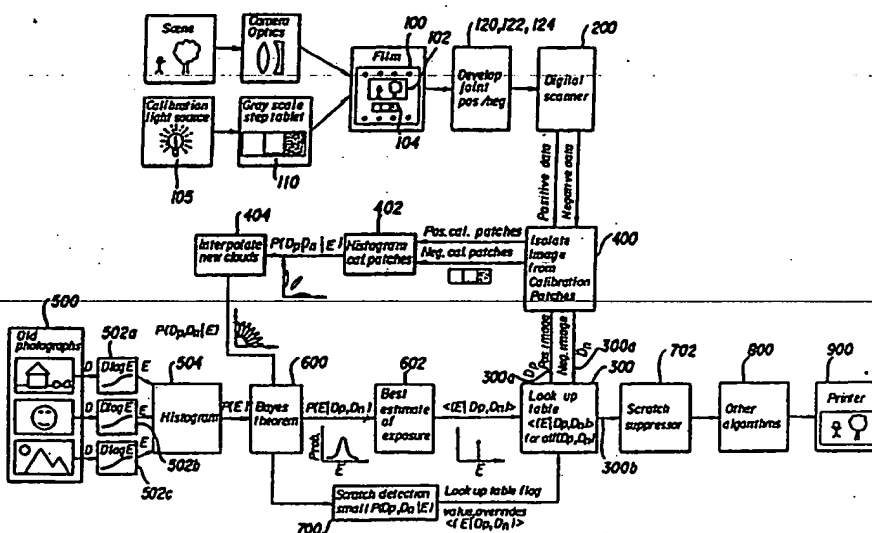 Scene
Camera
Optics
Film
100
102
104
120, 122, 124
Develop
joint
pos/neg
200
Digital
scanner
Calibration
light source
105
Gray scale
step tablet
110
Positive data
Negative data
404
Interpolate
new clouds
P(Dp,Dn|E)
402
Histogram
cal patches
Pos. cal. patches
Neg. cal. patches
400
Isolate
Image
from
Calibration
Patches
500
Old photographs
502a
D
DlogE
E
D
DlogE
E
502b
D
DlogE
E
502c
P(Dp,Dn|E)
504
Histogram
P(E)
600
Bayes
theorem
P(E|Dp,Dn)
Prob.
E
602
Best
estimate
of
exposure
<(E|Dp,Dn)>
E
Dp
Pos image
Neg. image
Dn
300a
300a
300
Look up
table
<(E|Dp,Dn)>
for all (Dp,Dn)
300b
702
Scratch
suppressor
800
Other
algorithms
900
Printer
700
Scratch detection
small P(Dp,Dn|E)
Look up table flag
value, overrides
<(E|Dp,Dn)>